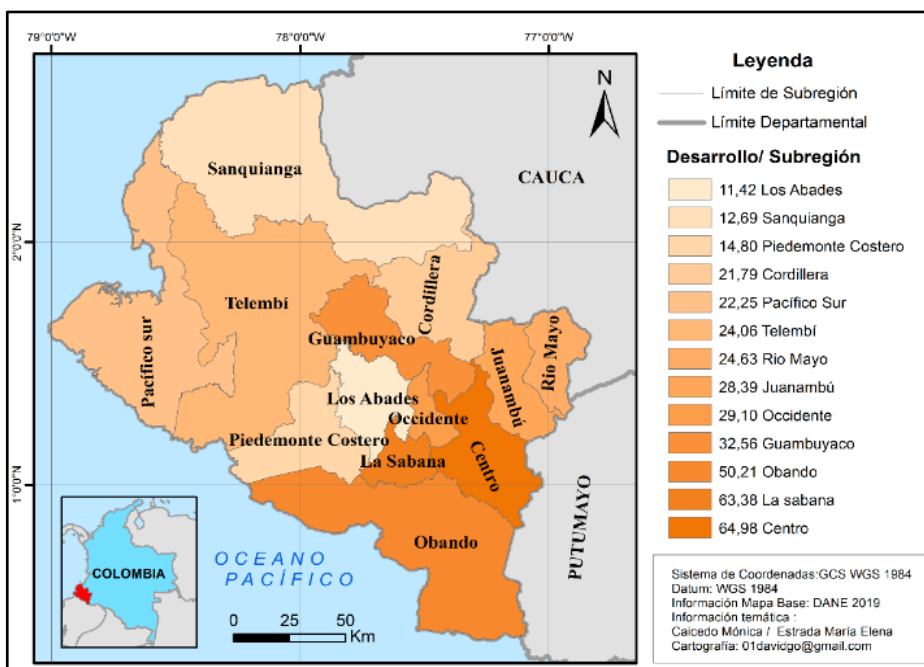 79°0'0"W
78°0'0"W
77°0'0"W
2°0'0"N
1°0'0"N
N
CAUCA
PUTUMAYO
Sanquianga
Telembí
Cordillera
Pacífico sur
Guambuyaco
Juanambú
Rio Mayo
Los Abades
Occidente
Piedemonte Costero
La Sabana
Centro
Obando
COLOMBIA
OCEANO
PACÍFICO
0 25 50
Km
Leyenda
Límite de Subregión
Límite Departamental
Desarrollo/ Subregión
11,42 Los Abades
12,69 Sanquianga
14,80 Piedemonte Costero
21,79 Cordillera
22,25 Pacífico Sur
24,06 Telembí
24,63 Rio Mayo
28,39 Juanambú
29,10 Occidente
32,56 Guambuyaco
50,21 Obando
63,38 La sabana
64,98 Centro
Sistema de Coordenadas:GCS WGS 1984
Datum: WGS 1984
Información Mapa Base: DANE 2019
Información temática :
Caicedo Mónica / Estrada María Elena
Cartografía: 01davidgo@gmail.com